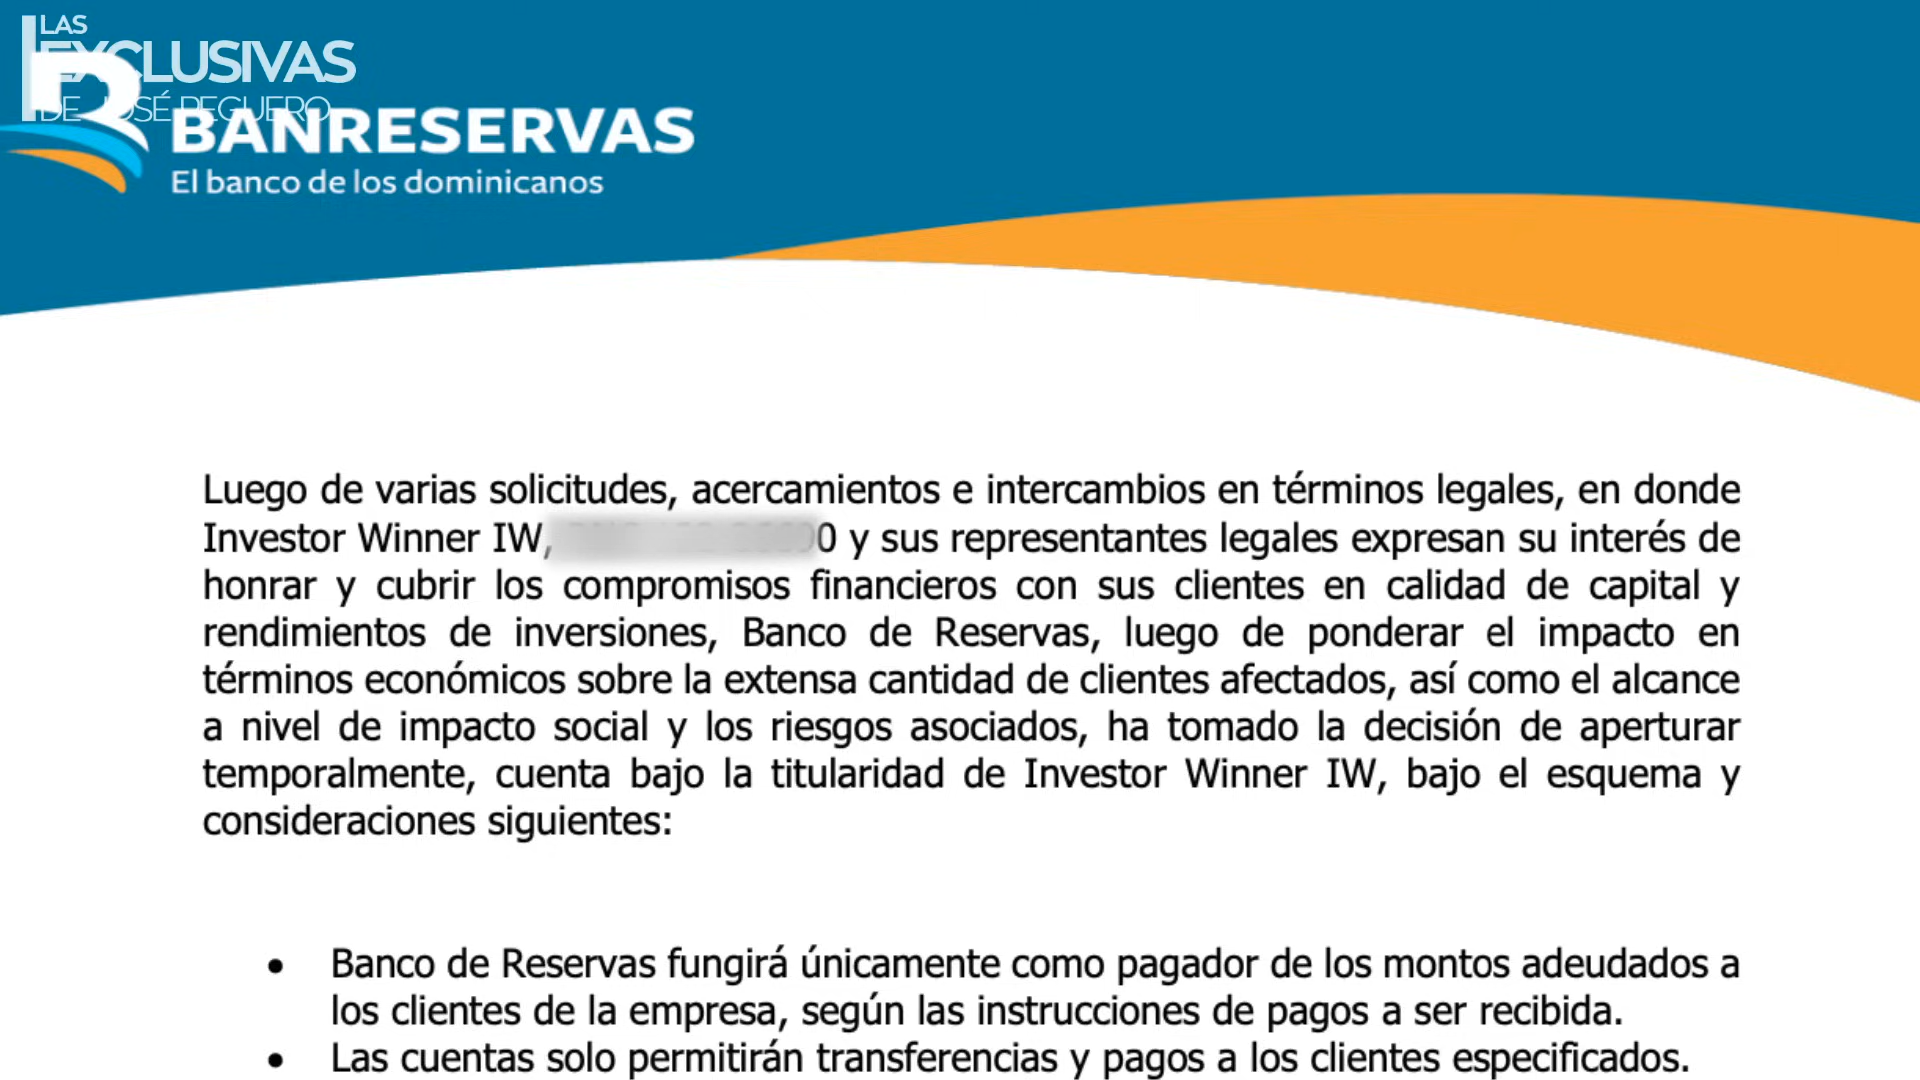 LAS
EXCLUSIVAS
DE JOSÉ PEGUERO
BANRESERVAS
El banco de los dominicanos
Luego de varias solicitudes, acercamientos e intercambios en términos legales, en donde
Investor Winner IW, 0 y sus representantes legales expresan su interés de
honrar y cubrir los compromisos financieros con sus clientes en calidad de capital y
rendimientos de inversiones, Banco de Reservas, luego de ponderar el impacto en
términos económicos sobre la extensa cantidad de clientes afectados, así como el alcance
a nivel de impacto social y los riesgos asociados, ha tomado la decisión de aperturar
temporalmente, cuenta bajo la titularidad de Investor Winner IW, bajo el esquema y
consideraciones siguientes:
• Banco de Reservas fungirá únicamente como pagador de los montos adeudados a
los clientes de la empresa, según las instrucciones de pagos a ser recibida.
• Las cuentas solo permitirán transferencias y pagos a los clientes especificados.